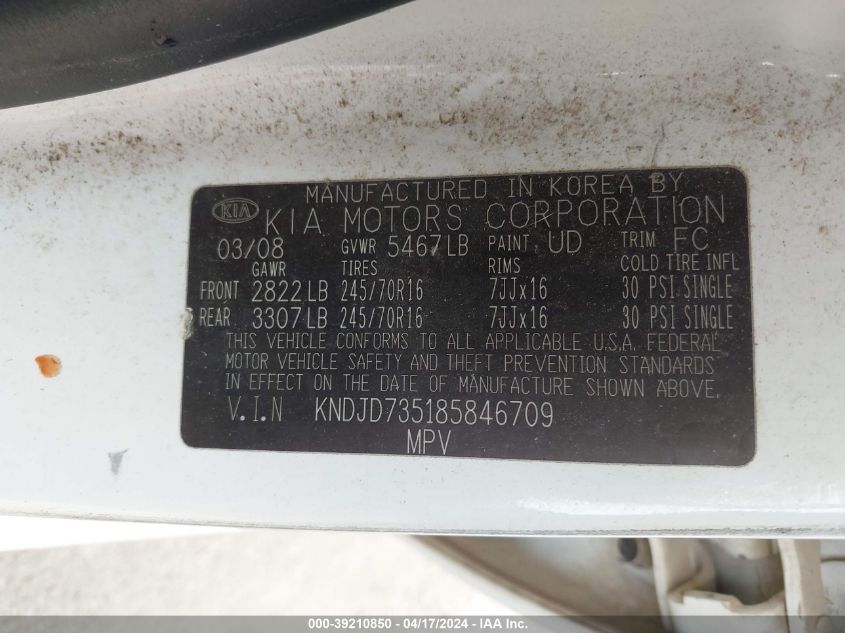 MANUFACTURED IN KOREA BY
KIA KIA MOTORS CORPORATION
03/08 GVWR 5467LB PAINT UD TRIM FC
GAWR TIRES RIMS COLD TIRE INFL
FRONT 2822LB 245/70R16 7JJx16 30 PSI SINGLE
REAR 3307LB 245/70R16 7JJx16 30 PSI SINGLE
THIS VEHICLE CONFORMS TO ALL APPLICABLE U.S.A. FEDERAL
MOTOR VEHICLE SAFETY AND THEFT PREVENTION STANDARDS
IN EFFECT ON THE DATE OF MANUFACTURE SHOWN ABOVE.
V.I.N KNDJD735185846709
MPV
000-39210850 - 04/17/2024 - IAAI.com